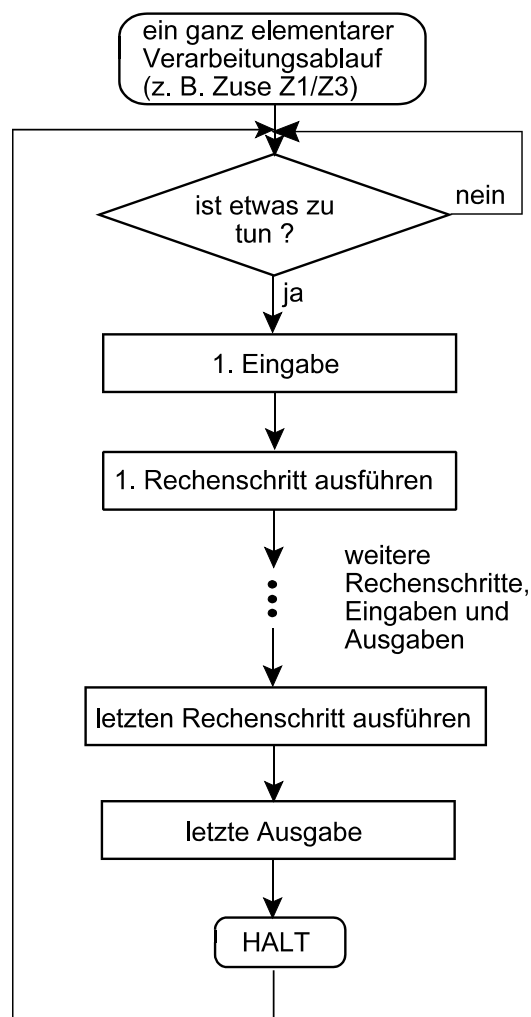 ein ganz elementarer
Verarbeitungsablauf
(z. B. Zuse Z1/Z3)
ist etwas zu
tun ?
nein
ja
1. Eingabe
1. Rechenschritt ausführen
weitere
Rechenschritte,
Eingaben und
Ausgaben
letzten Rechenschritt ausführen
letzte Ausgabe
HALT